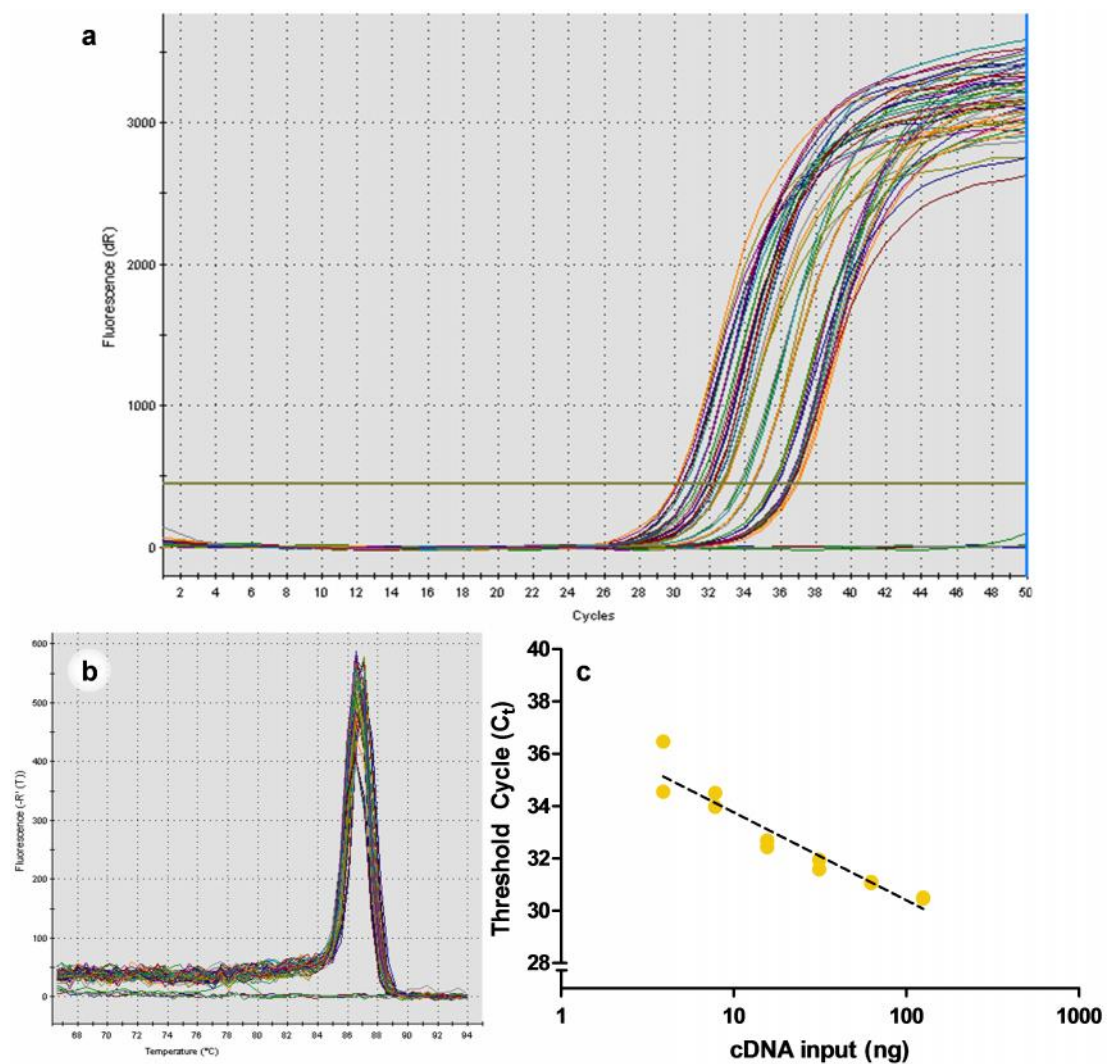 a
Fluorescence (dR)
3000
2000
1000
0
2 4 6 8 10 12 14 16 18 20 22 24 26 28 30 32 34 36 38 40 42 44 46 48 50
Cycles
b
Fluorescence (-R' (T))
600
500
400
300
200
100
0
68 70 72 74 76 78 80 82 84 86 88 90 92 94
Temperature (°C)
c
Threshold Cycle (Ct)
40
38
36
34
32
30
28
1 10 100 1000
cDNA input (ng)